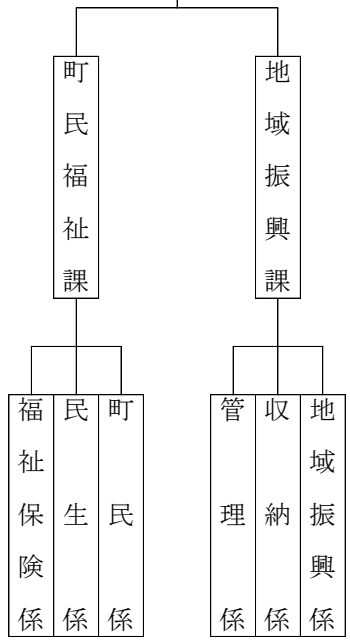 地域振興課
町民福祉課
地域振興係
収納係
管理係
町民係
民生係
福祉保険係